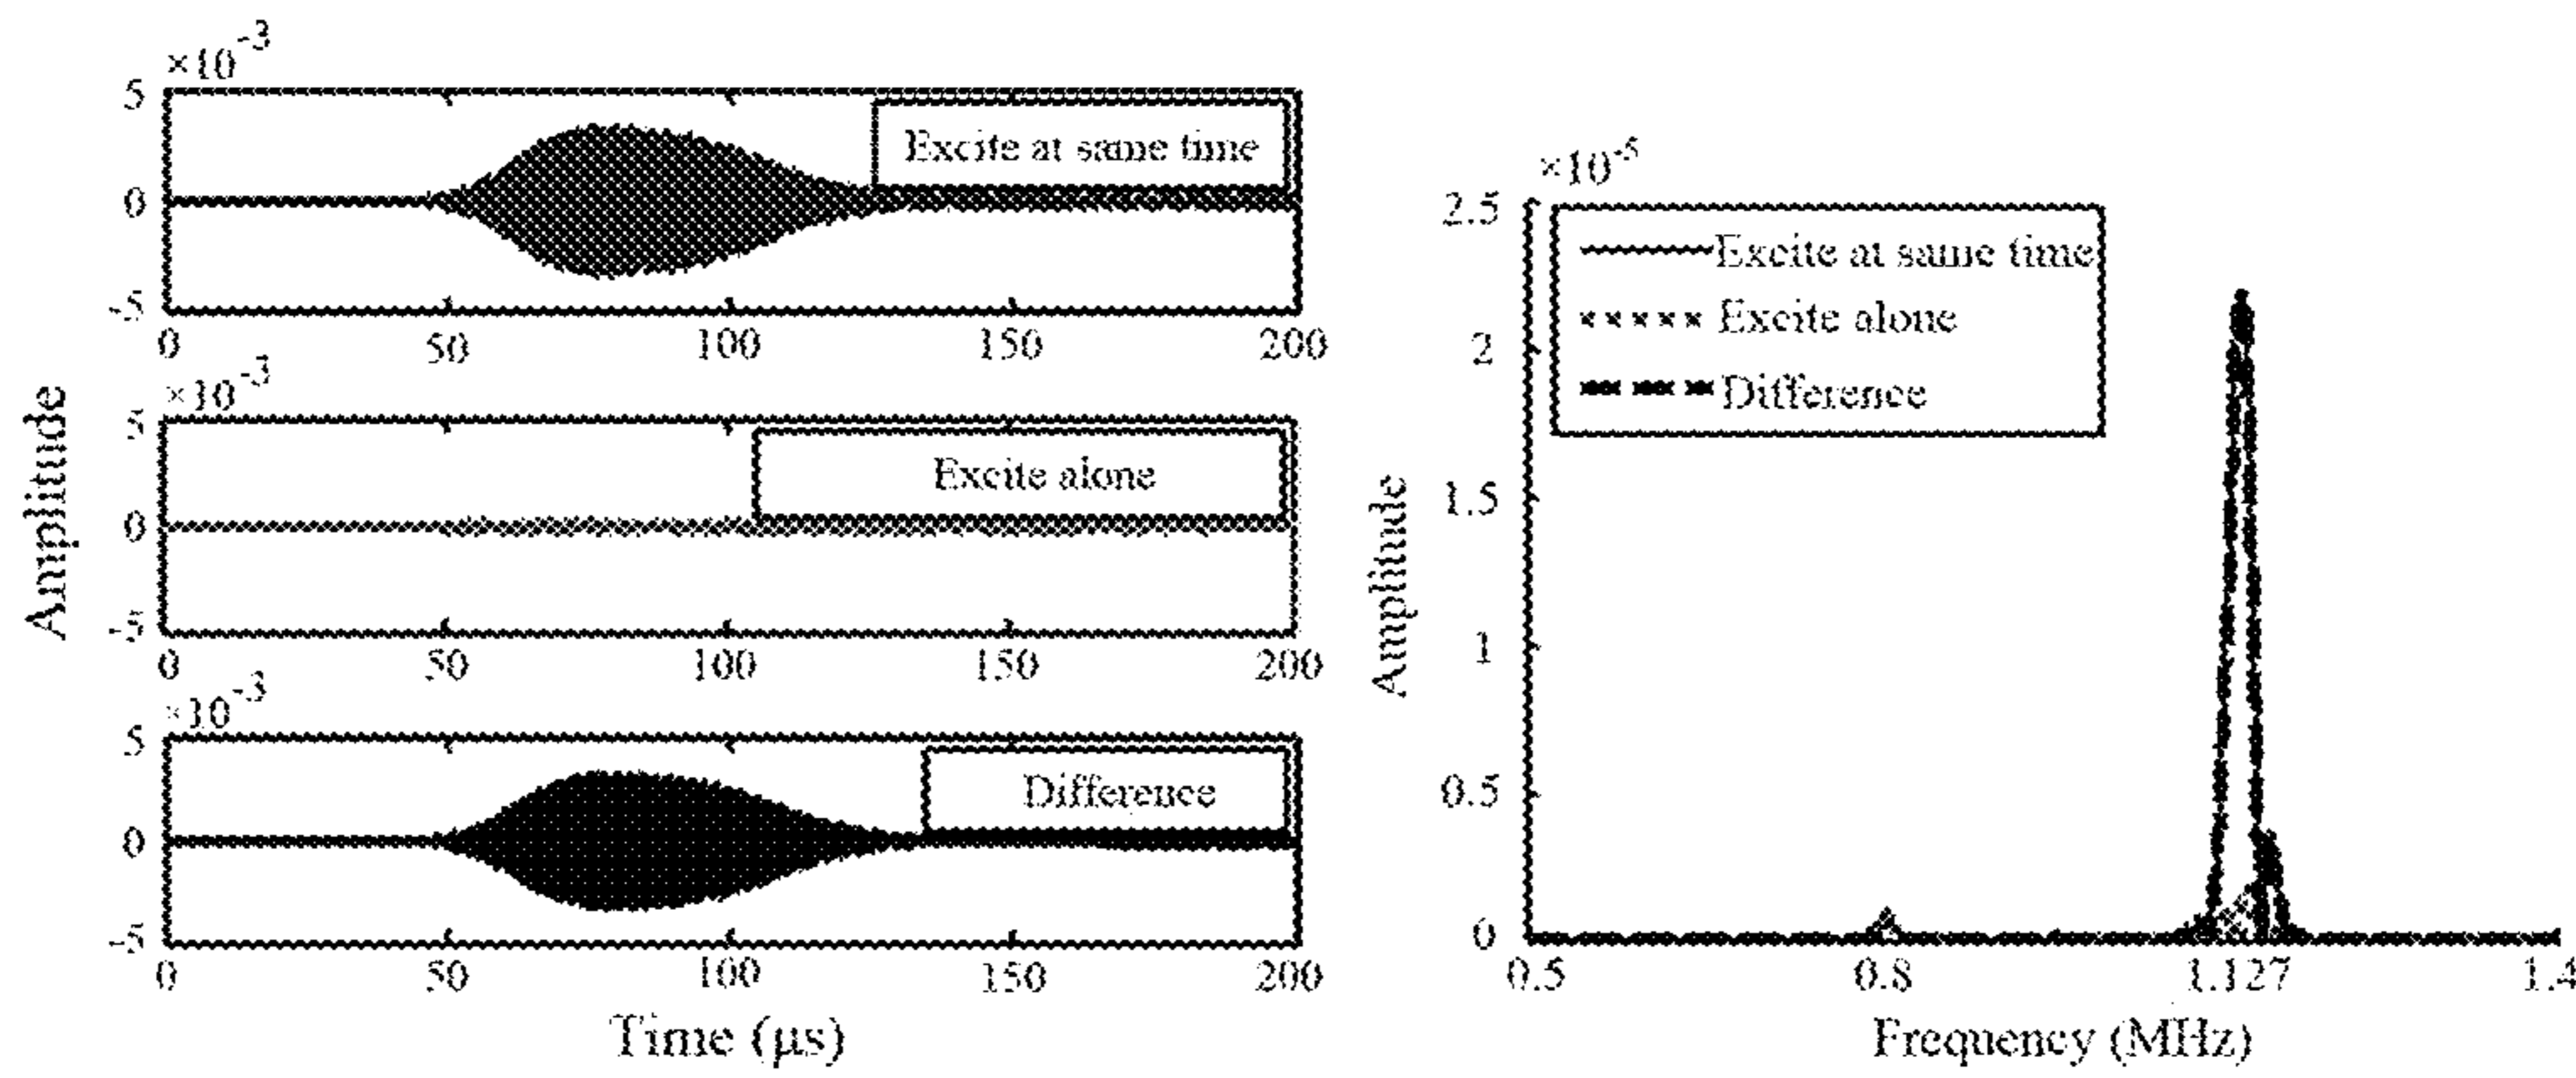 ×10⁻³
5
Excite at same time
0
-5
0 50 100 150 200
×10⁻³
5
Excite alone
0
-5
0 50 100 150 200
×10⁻³
5
Difference
0
-5
0 50 100 150 200
Amplitude
Time (μs)
×10⁻⁵
2.5
Excite at same time
2
Excite alone
Difference
1.5
1
0.5
0
0.5 0.8 1.127 1.4
Amplitude
Frequency (MHz)